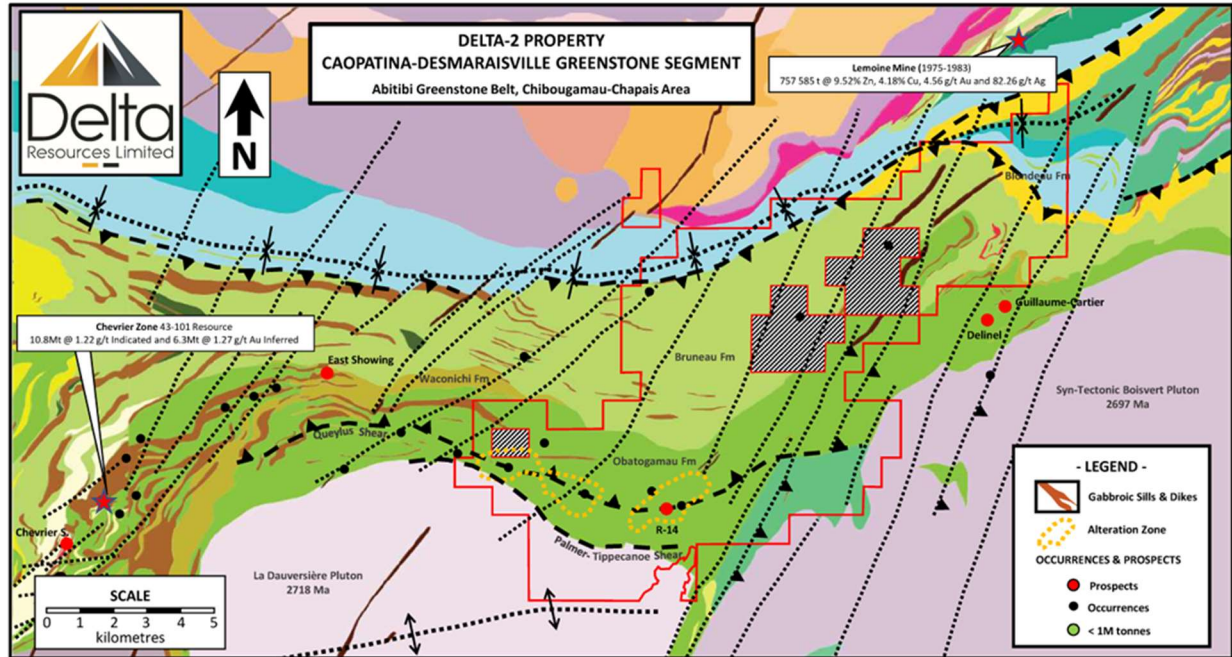 Delta
Resources Limited
N
DELTA-2 PROPERTY
CAOPATINA-DESMARAISVILLE GREENSTONE SEGMENT
Abitibi Greenstone Belt, Chibougamau-Chapais Area
Lemoine Mine (1975-1983)
757 585 t @ 9.52% Zn, 4.18% Cu, 4.56 g/t Au and 82.26 g/t Ag
Blondeau Fm
Chevrier Zone 43-101 Resource
10.8Mt @ 1.22 g/t Indicated and 6.3Mt @ 1.27 g/t Au Inferred
Guillaume-Cartier
Delinel
East Showing
Bruneau Fm
Waconichi Fm
Syn-Tectonic Boisvert Pluton
2697 Ma
Queylus Shear
Obatogamau Fm
R-14
Chevrier S.
Palmer-Tippecanoe Shear
La Dauversière Pluton
2718 Ma
SCALE
0 1 2 3 4 5
kilometres
- LEGEND -
Gabbroic Sills & Dikes
Alteration Zone
OCCURRENCES & PROSPECTS
Prospects
Occurrences
< 1M tonnes